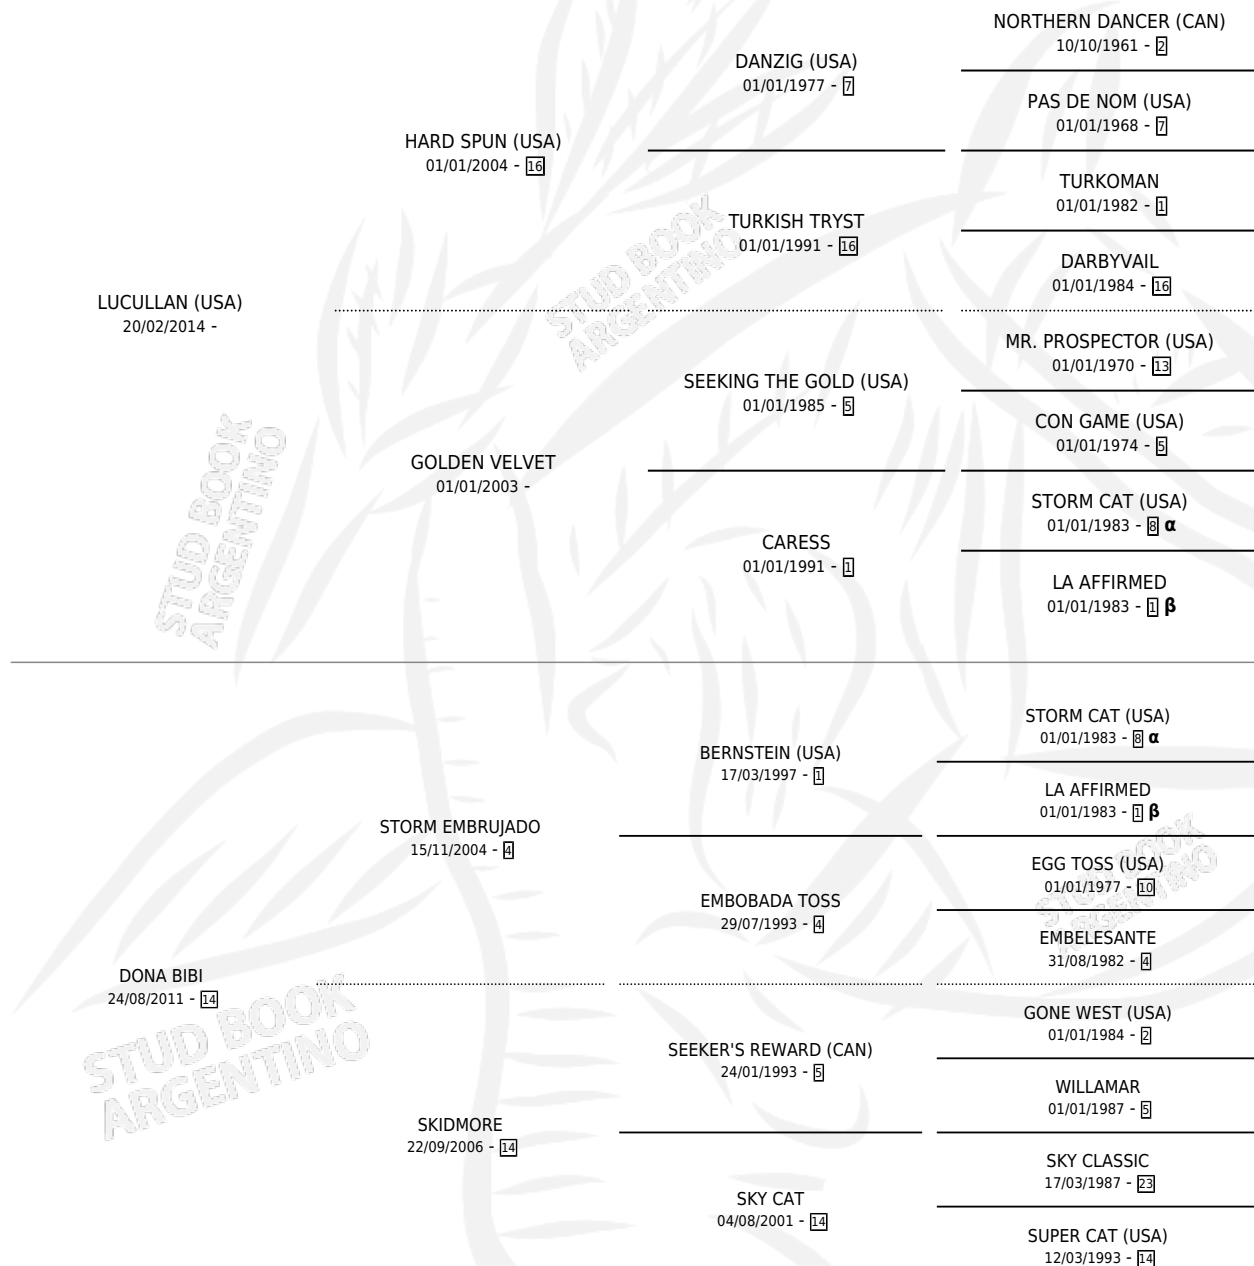 NORTHERN DANCER (CAN)
10/10/1961 - 2
DANZIG (USA)
01/01/1977 - 7
PAS DE NOM (USA)
01/01/1968 - 7
HARD SPUN (USA)
01/01/2004 - 16
TURKOMAN
01/01/1982 - 1
TURKISH TRYST
01/01/1991 - 16
DARBYVAIL
01/01/1984 - 16
LUCULLAN (USA)
20/02/2014 -
MR. PROSPECTOR (USA)
01/01/1970 - 13
SEEKING THE GOLD (USA)
01/01/1985 - 5
CON GAME (USA)
01/01/1974 - 5
GOLDEN VELVET
01/01/2003 -
STORM CAT (USA)
01/01/1983 - 8 α
CARESS
01/01/1991 - 1
LA AFFIRMED
01/01/1983 - 1 β
STORM CAT (USA)
01/01/1983 - 8 α
BERNSTEIN (USA)
17/03/1997 - 1
LA AFFIRMED
01/01/1983 - 1 β
STORM EMBRUJADO
15/11/2004 - 4
EGG TOSS (USA)
01/01/1977 - 10
EMBOBADA TOSS
29/07/1993 - 4
EMBELESANTE
31/08/1982 - 4
DONA BIBI
24/08/2011 - 14
GONE WEST (USA)
01/01/1984 - 2
SEEKER'S REWARD (CAN)
24/01/1993 - 5
WILLAMAR
01/01/1987 - 5
SKIDMORE
22/09/2006 - 14
SKY CLASSIC
17/03/1987 - 23
SKY CAT
04/08/2001 - 14
SUPER CAT (USA)
12/03/1993 - 14
STUD BOOK
ARGENTINO
STUD BOOK
ARGENTINO
STUD BOOK
ARGENTINO
STUD BOOK
ARGENTINO